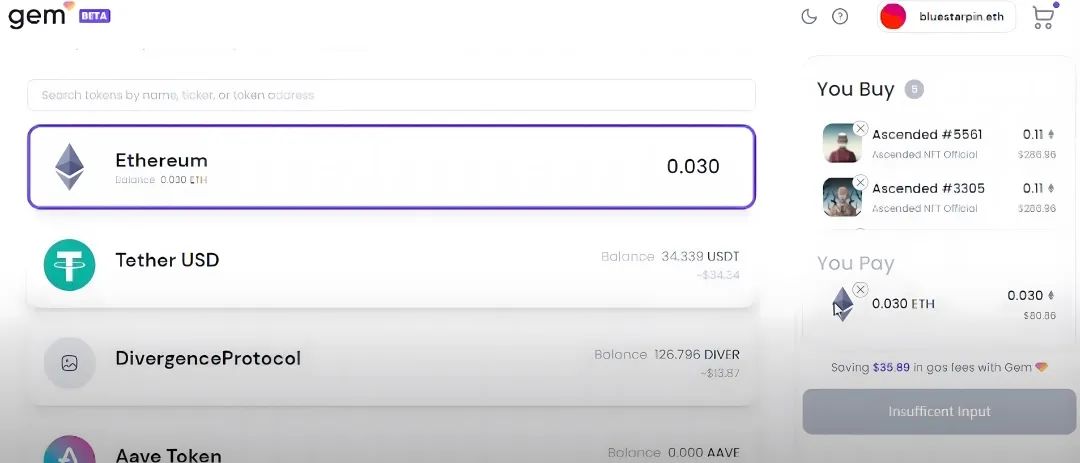 gem BETA
bluestarpin.eth
Search tokens by name, ticker, or token address
Ethereum
Balance 0.030 ETH
0.030
Tether USD
Balance 34.339 USDT
~$34.34
DivergenceProtocol
Balance 126.796 DIVER
~$13.87
Aave Token
Balance 0.000 AAVE
You Buy
Ascended #5561 0.11
Ascended NFT Official $286.96
Ascended #3305 0.11
Ascended NFT Official $286.96
You Pay
0.030 ETH 0.030
$80.86
Saving $35.89 in gas fees with Gem
Insufficent Input